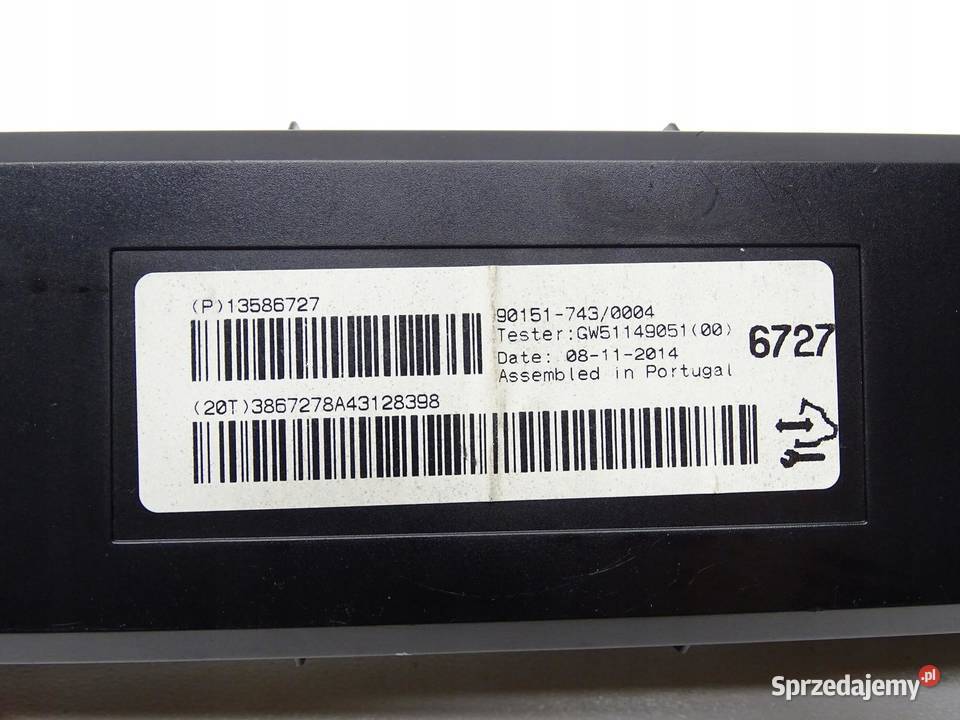 (P)13586727
90151-743/0004
Tester:GW51149051(00)
Date: 08-11-2014
Assembled in Portugal
6727
(20T)3867278A43128398
Sprzedajemy.pl